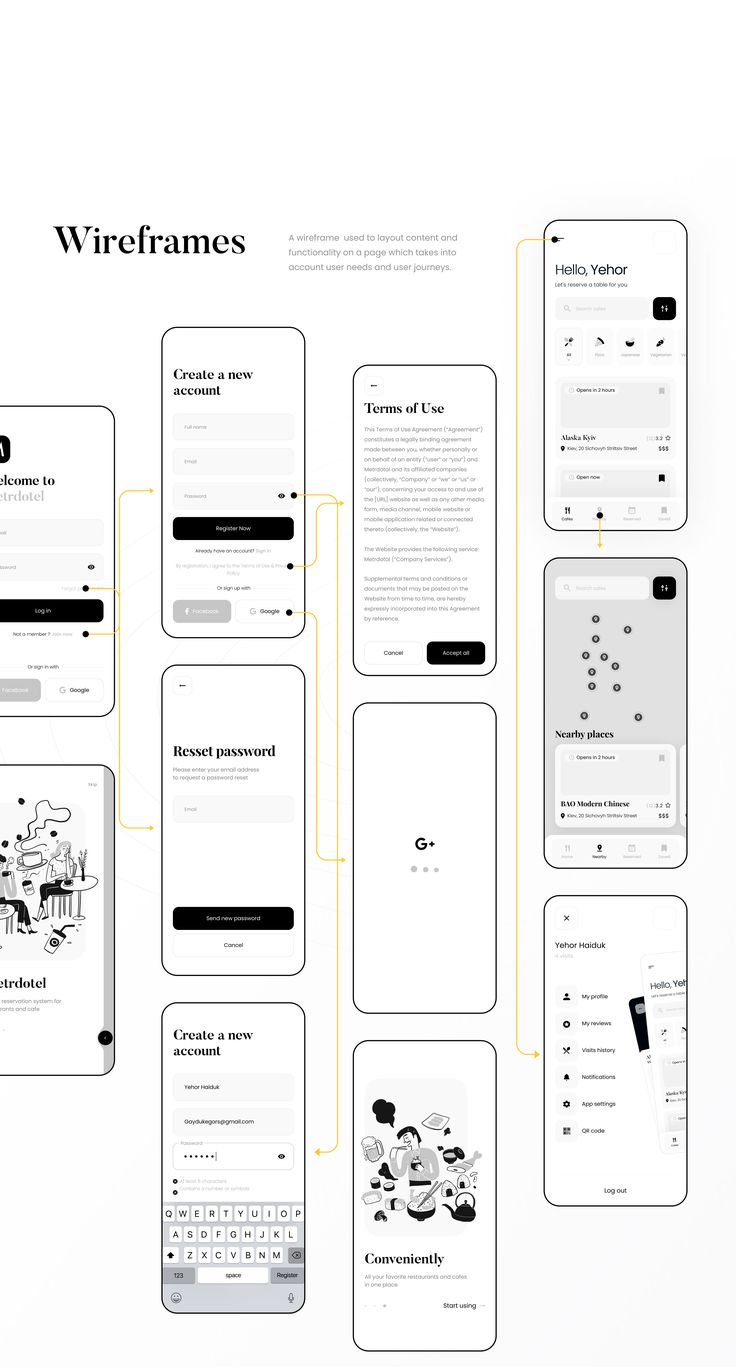 Wireframes
A wireframe used to layout content and
functionality on a page which takes into
account user needs and user journeys.
elcome to
etrdotel
ail
ssword
Log in
Not a member ? Join now
Or sign in with
Facebook
Google
Skip
etrdotel
reservation system for
rants and cafe
Create a new
account
Full name
Email
Password
Register Now
Already have an account? Sign in
By registration, i agree to the Terms of Use & Privacy
Policy
Or sign up with
Facebook
Google
Resset password
Please enter your email address
to request a password reset
Email
Send new password
Cancel
Create a new
account
Yehor Haiduk
Gaydukegors@gmail.com
Password
At least 8 characters
Contains a number or symbols
Q W E R T Y U I O P
A S D F G H J K L
Z X C V B N M
123
space
Register
Terms of Use
This Terms of Use Agreement (“Agreement”)
constitutes a legally binding agreement
made between you, whether personally or
on behalf of an entity (“user” or “you”) and
Metrdotal and its affiliated companies
(collectively, “Company” or “we” or “us” or
“our”), concerning your access to and use of
the [URL] website as well as any other media
form, media channel, mobile website or
mobile application related or connected
thereto (collectively, the “Website”).
The Website provides the following service:
Metrdotel (“Company Services”).
Supplemental terms and conditions or
documents that may be posted on the
Website from time to time, are hereby
expressly incorporated into this Agreement
by reference.
Cancel
Accept all
G+
Conveniently
All your favorite restaurants and cafes
in one place
Start using
Hello, Yehor
Let's reserve a table for you
Search cafes
All
Pizza
Japanese
Vegetarian
Opens in 2 hours
Alaska Kyiv
3.2
Kiev, 20 Sichovyh Striltsiv Street
$$$
Open now
Cafes
Nearby
Reserved
Saved
Search cafes
Nearby places
Opens in 2 hours
BAO Modern Chinese
3.2
Kiev, 20 Sichovyh Striltsiv Street
$$$
Home
Nearby
Reserved
Saved
Yehor Haiduk
4 visits
My profile
My reviews
Visits history
Notifications
App settings
QR code
Log out
Hello, Yeh
Let's reserve a table
Search cafes
All
Opens in
Alaska Ky
Kiev, 20
Open
Cafes